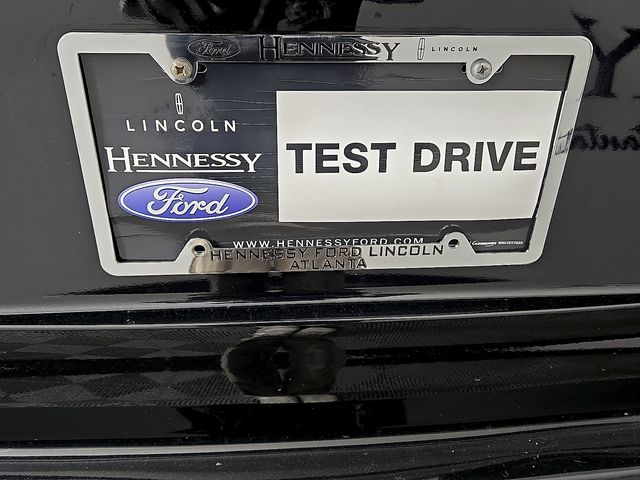 Ford HENNESSY LINCOLN
LINCOLN
HENNESSY
Ford
TEST DRIVE
WWW.HENNESSYFORD.COM
HENNESSY FORD LINCOLN
ATLANTA